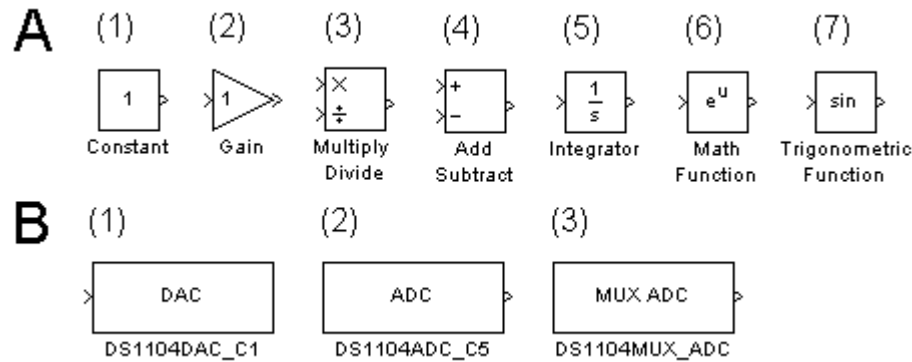 A (1) (2) (3) (4) (5) (6) (7)
1 1 × ÷ + − 1/s e^u sin
Constant Gain Multiply Divide Add Subtract Integrator Math Function Trigonometric Function
B (1) (2) (3)
DAC ADC MUX ADC
DS1104DAC_C1 DS1104ADC_C5 DS1104MUX_ADC